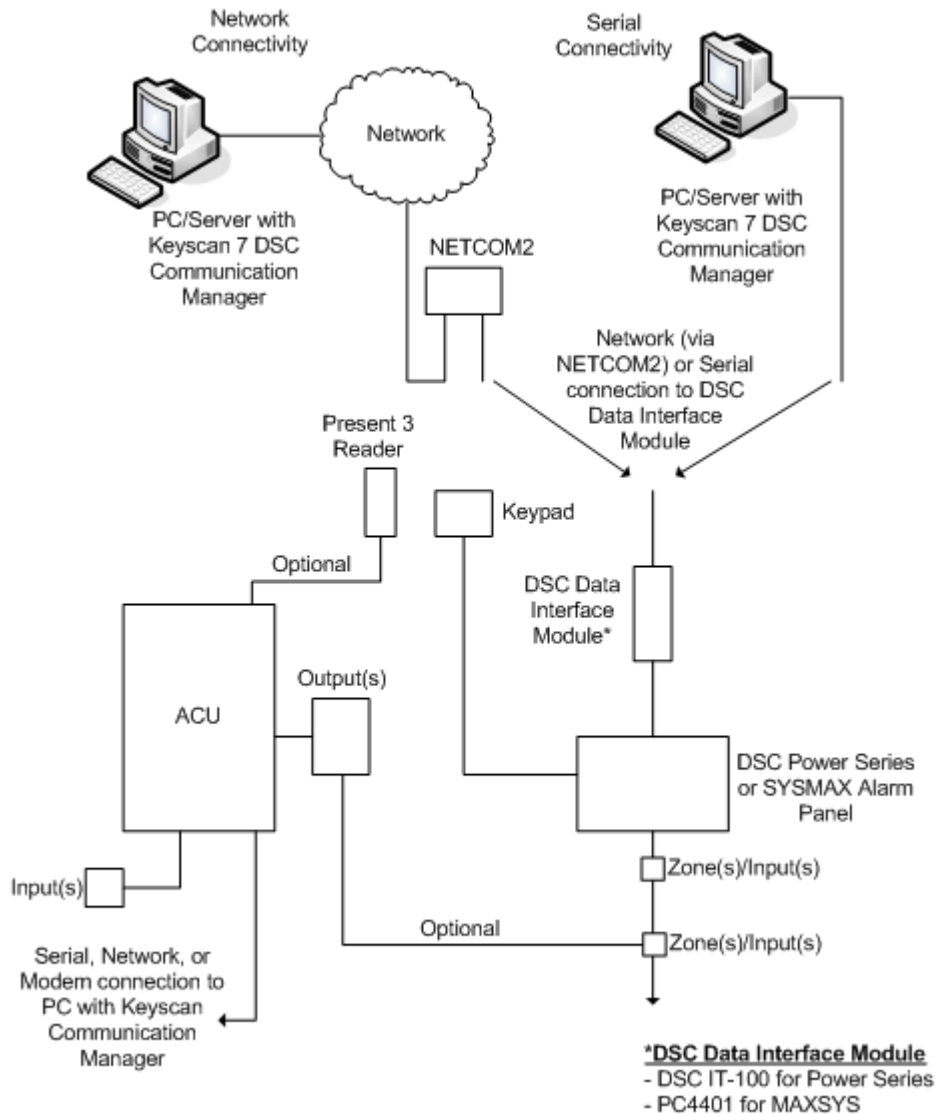 Network
Connectivity
Serial
Connectivity
Network
PC/Server with
Keyscan 7 DSC
Communication
Manager
PC/Server with
Keyscan 7 DSC
Communication
Manager
NETCOM2
Network (via
NETCOM2) or Serial
connection to DSC
Data Interface
Module
Present 3
Reader
Keypad
Optional
DSC Data
Interface
Module*
Output(s)
ACU
DSC Power Series
or SYSMAX Alarm
Panel
Input(s)
Zone(s)/Input(s)
Optional
Zone(s)/Input(s)
Serial, Network, or
Modem connection to
PC with Keyscan
Communication
Manager
*DSC Data Interface Module
- DSC IT-100 for Power Series
- PC4401 for MAXSYS